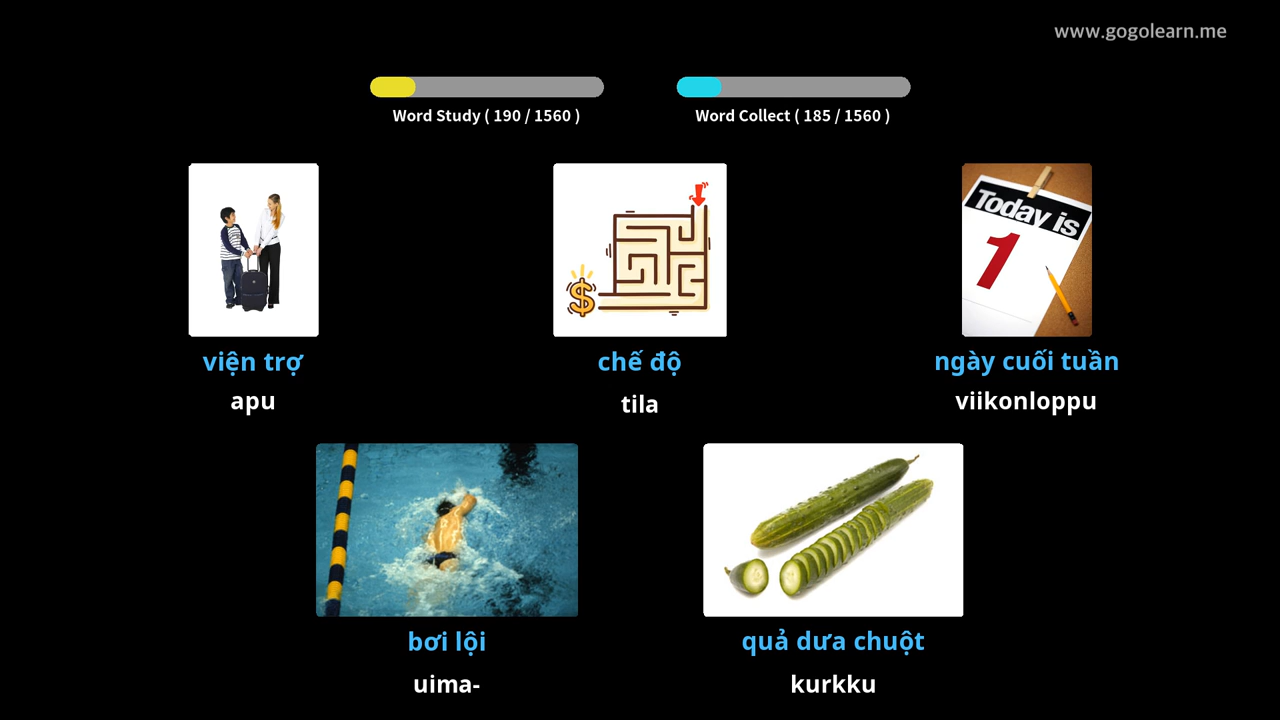 www.gogolearn.me
Word Study ( 190 / 1560 )
Word Collect ( 185 / 1560 )
Today is
1
viện trợ
apu
chế độ
tila
ngày cuối tuần
viikonloppu
bơi lội
uima-
quả dưa chuột
kurkku